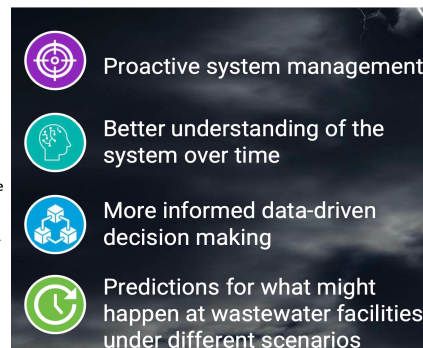 Proactive system management
Better understanding of the
system over time
More informed data-driven
decision making
Predictions for what might
happen at wastewater facilities
under different scenarios